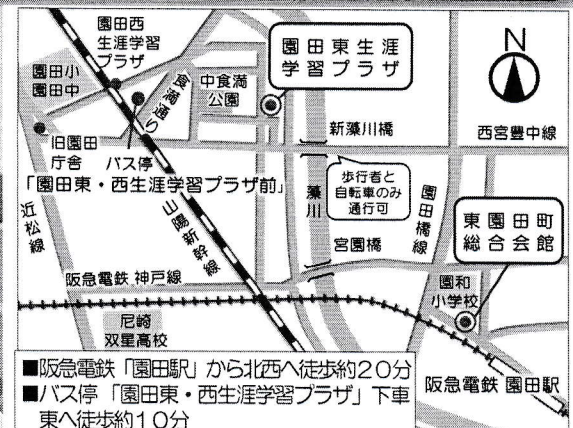 園田西
生涯学習
プラザ
園田小
園田中
食満通り
中食満
公園
園田東生涯
学習プラザ
N
新藻川橋
西宮豊中線
旧園田
庁舎
バス停
「園田東・西生涯学習プラザ前」
歩行者と
自転車のみ
通行可
藻川
園田橋線
近松線
山陽新幹線
宮園橋
東園田町
総合会館
阪急電鉄 神戸線
園和
小学校
尼崎
双星高校
阪急電鉄 園田駅
■阪急電鉄「園田駅」から北西へ徒歩約20分
■バス停「園田東・西生涯学習プラザ」下車
東へ徒歩約10分